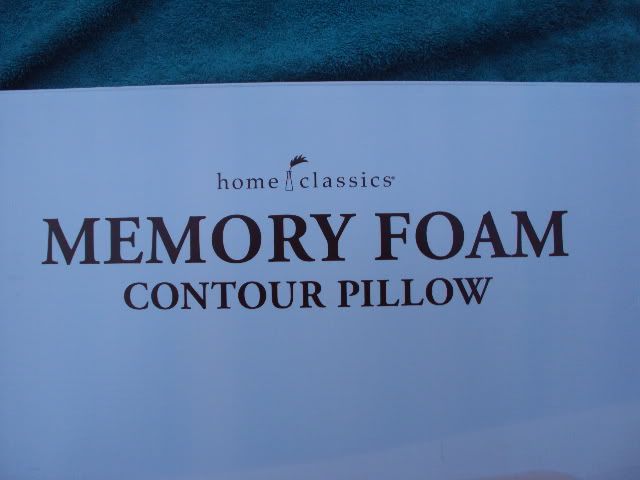 home classics®
MEMORY FOAM
CONTOUR PILLOW